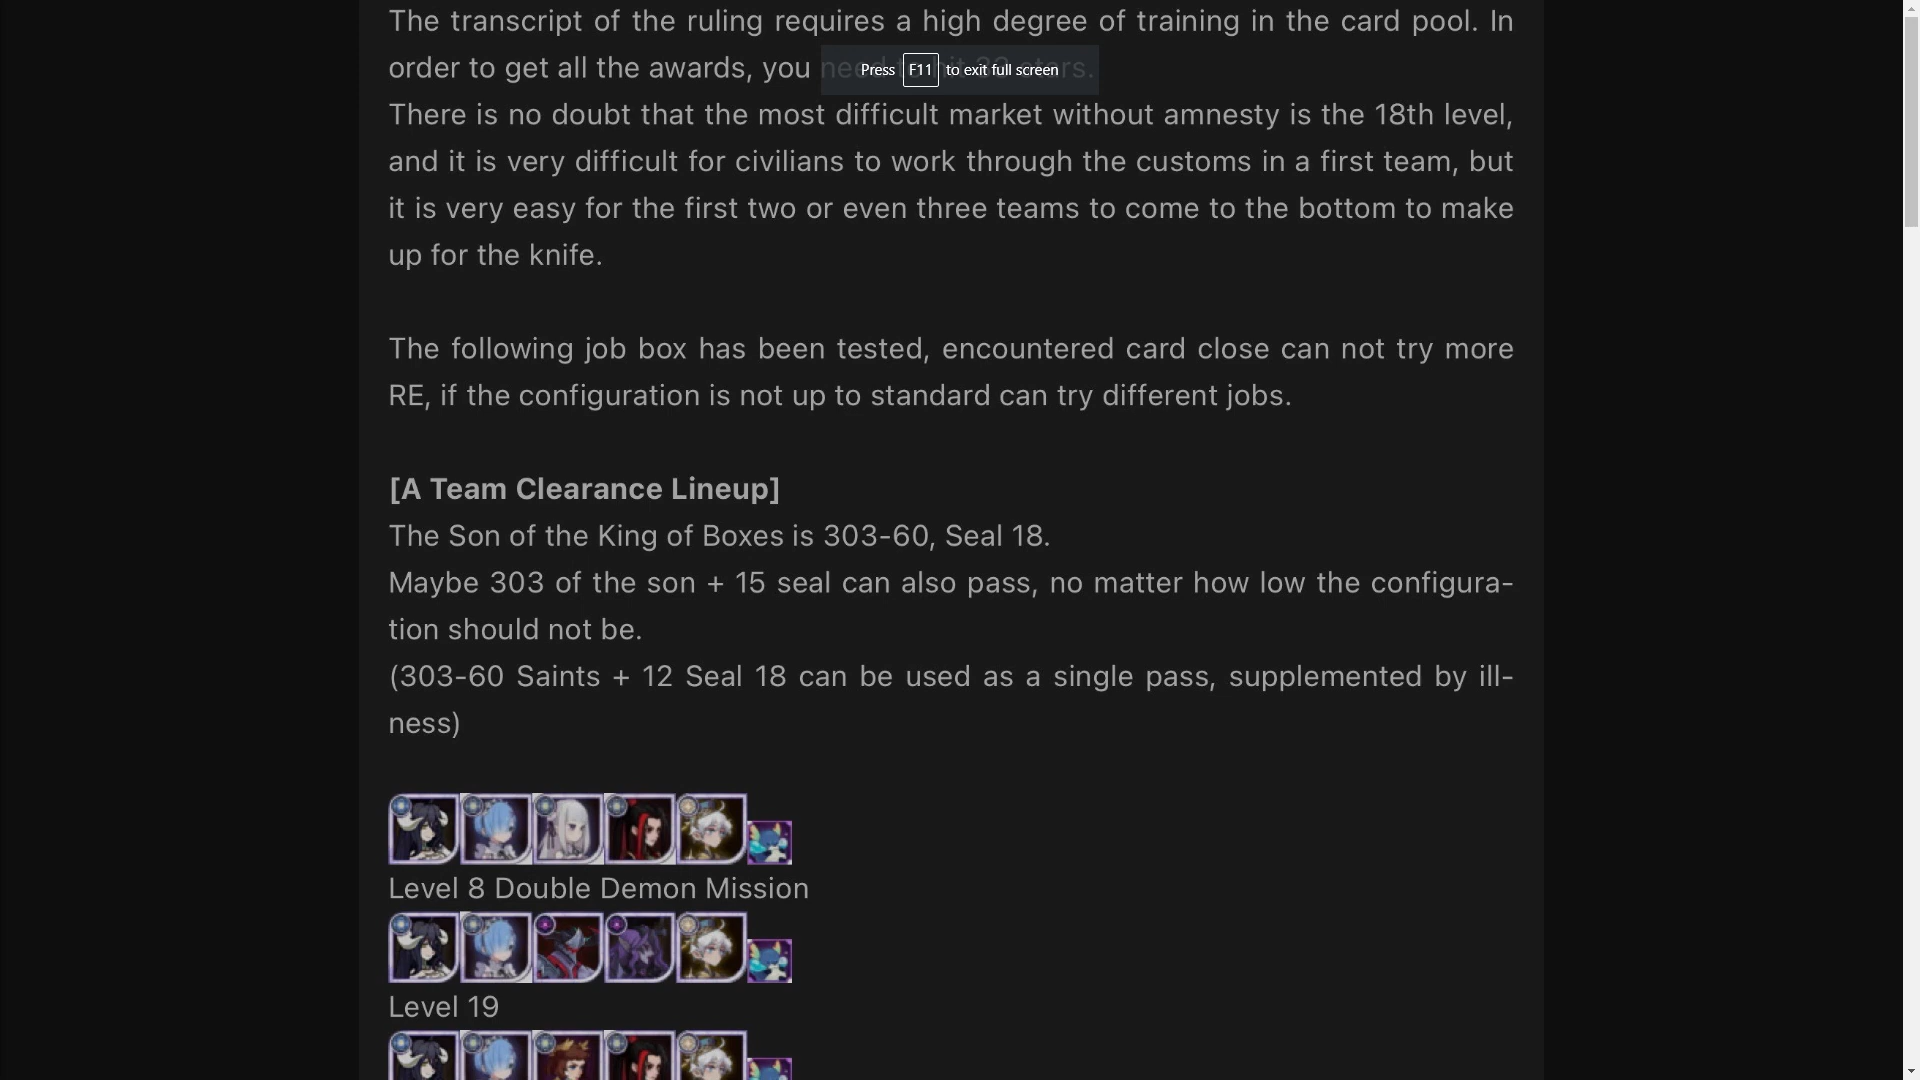 The transcript of the ruling requires a high degree of training in the card pool. In
order to get all the awards, you need to hit 32 stars.
Press F11 to exit full screen
There is no doubt that the most difficult market without amnesty is the 18th level,
and it is very difficult for civilians to work through the customs in a first team, but
it is very easy for the first two or even three teams to come to the bottom to make
up for the knife.
The following job box has been tested, encountered card close can not try more
RE, if the configuration is not up to standard can try different jobs.
[A Team Clearance Lineup]
The Son of the King of Boxes is 303-60, Seal 18.
Maybe 303 of the son + 15 seal can also pass, no matter how low the configura-
tion should not be.
(303-60 Saints + 12 Seal 18 can be used as a single pass, supplemented by ill-
ness)
Level 8 Double Demon Mission
Level 19